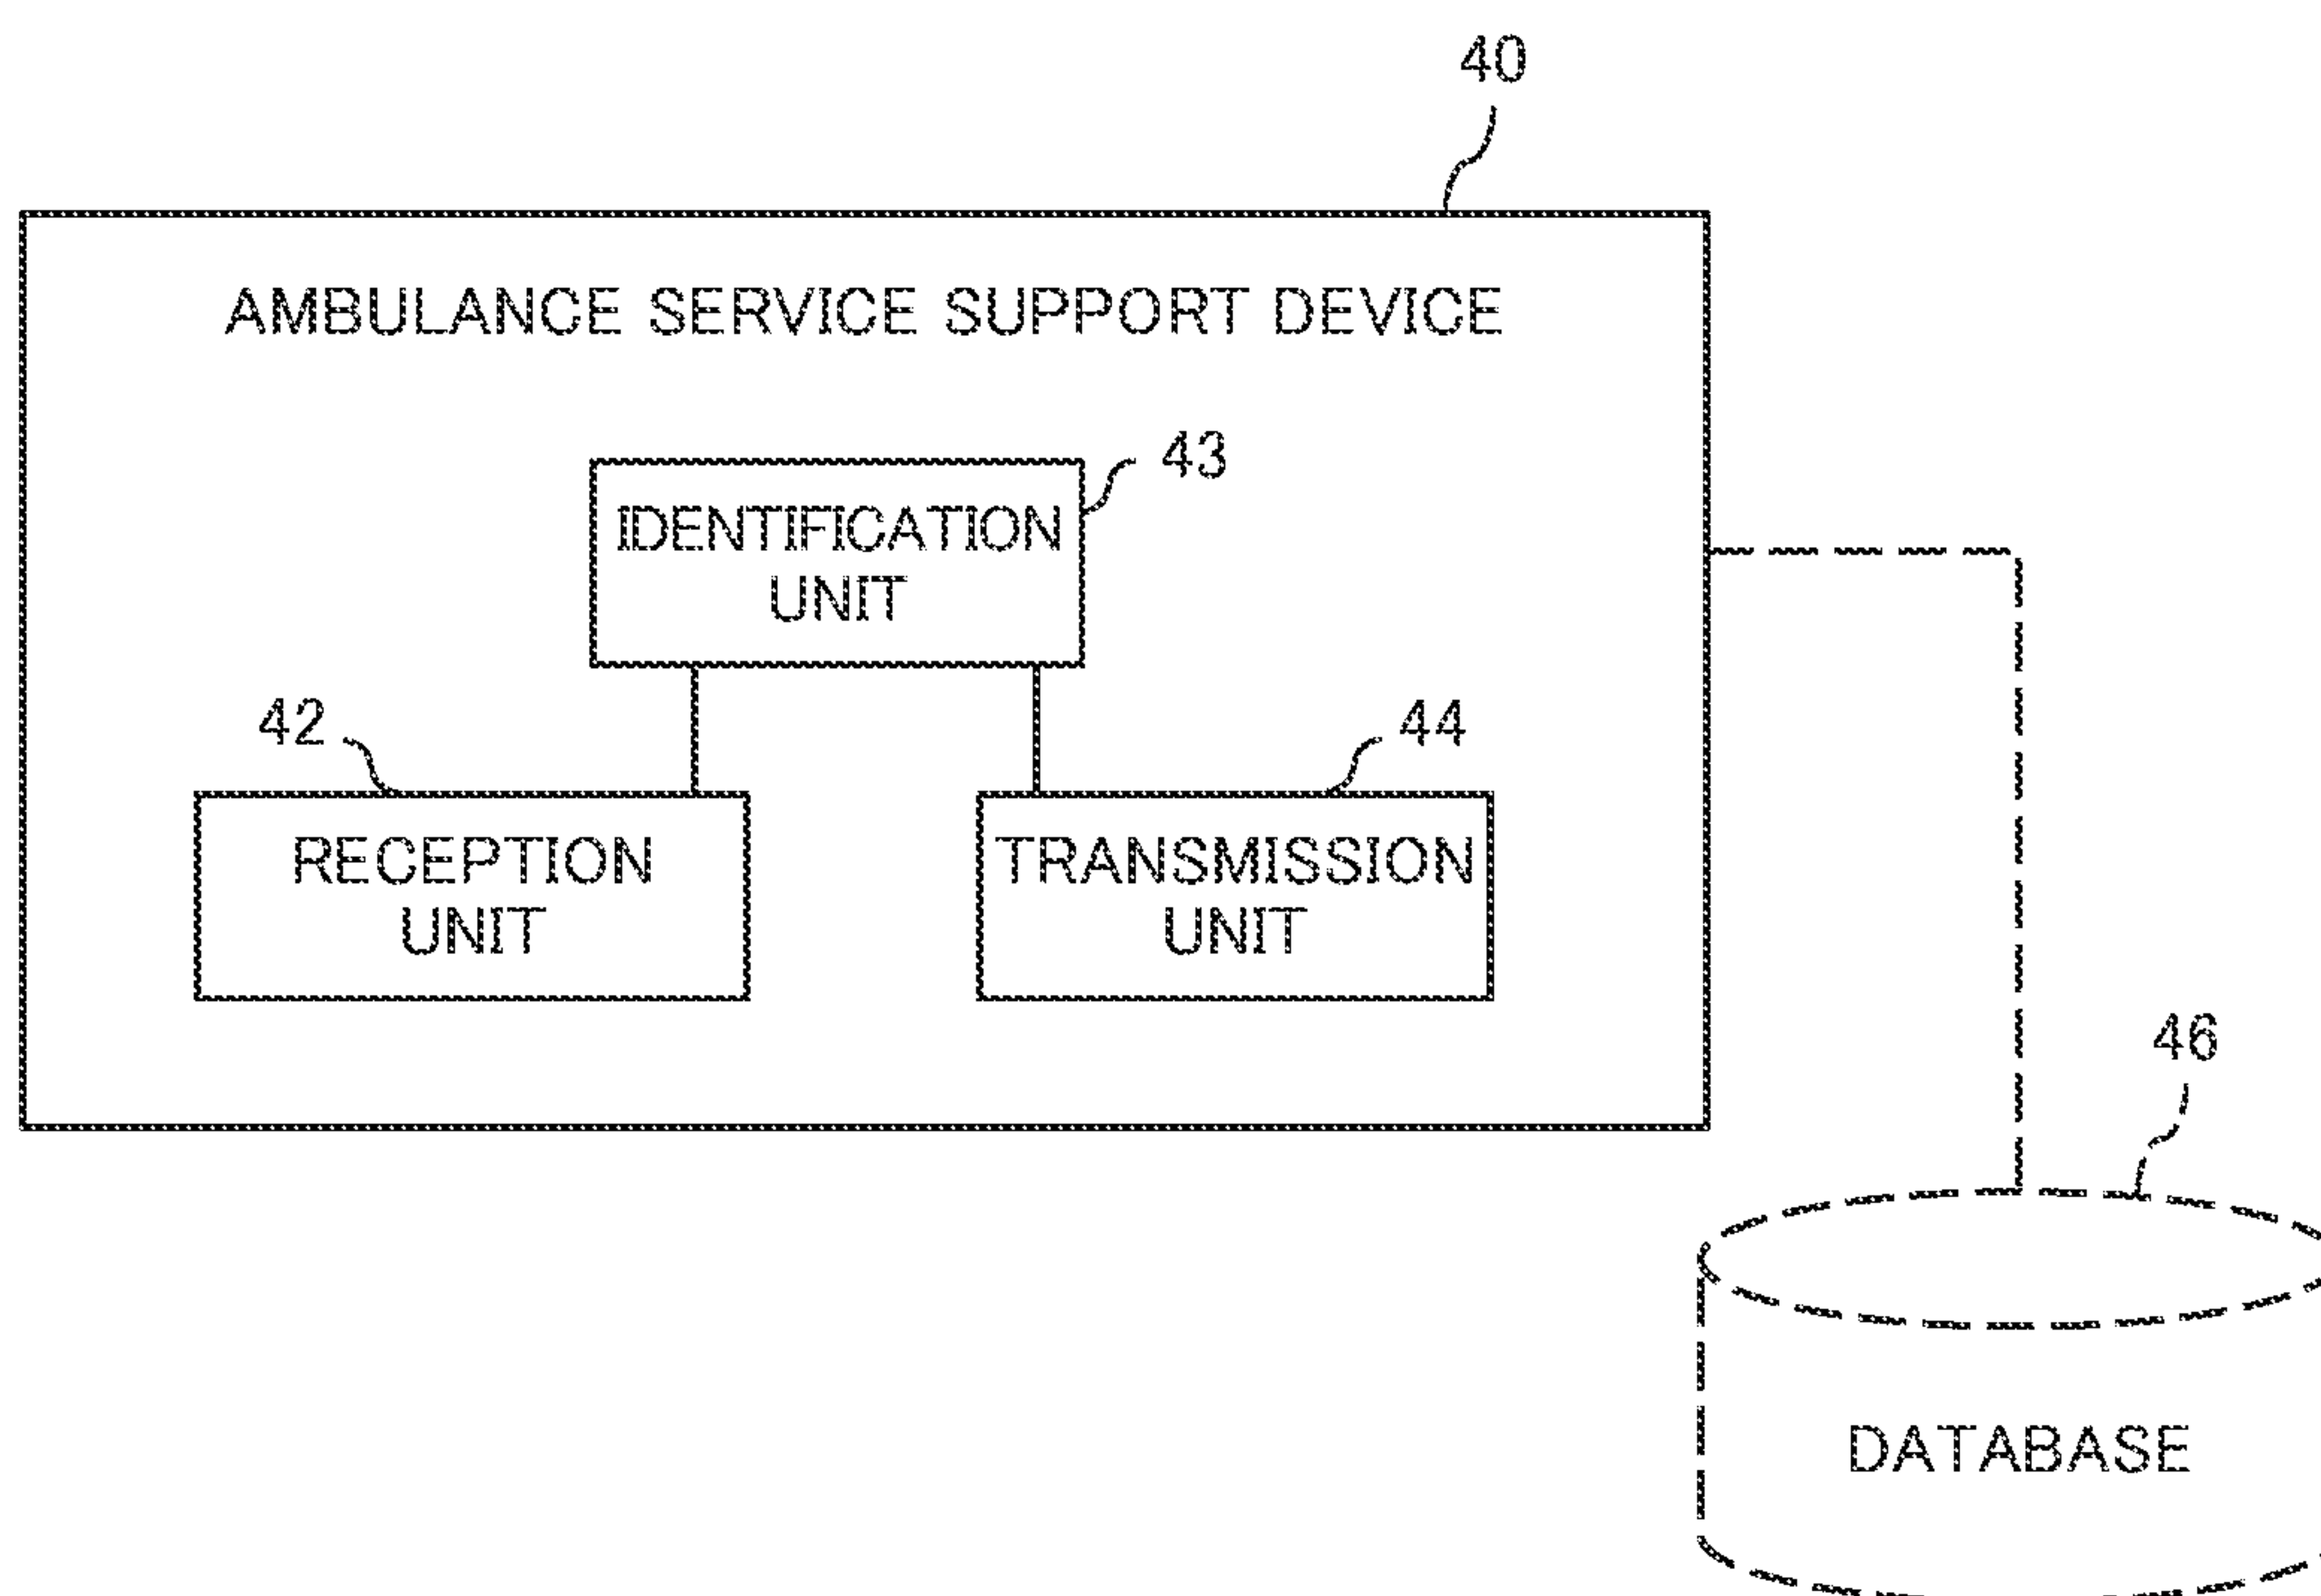 40
AMBULANCE SERVICE SUPPORT DEVICE
43
IDENTIFICATION
UNIT
42
44
RECEPTION
UNIT
TRANSMISSION
UNIT
46
DATABASE